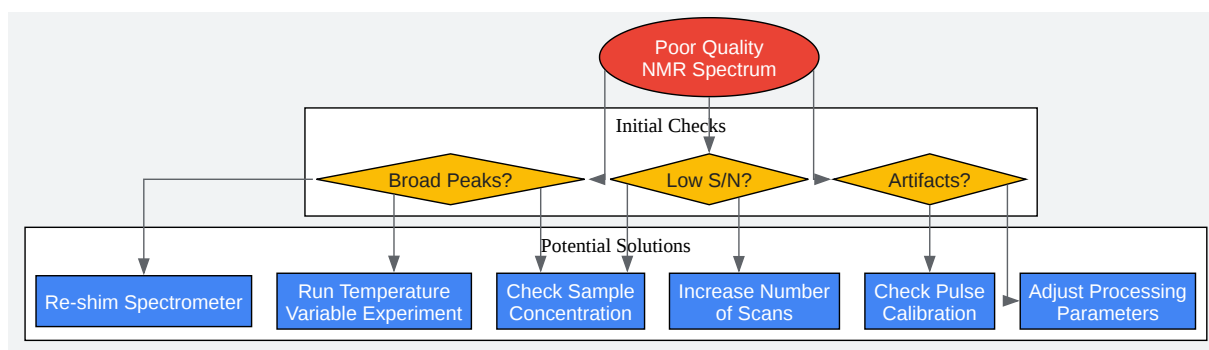 Poor Quality
NMR Spectrum
Initial Checks
Broad Peaks?
Low S/N?
Artifacts?
Potential Solutions
Re-shim Spectrometer
Run Temperature
Variable Experiment
Check Sample
Concentration
Increase Number
of Scans
Check Pulse
Calibration
Adjust Processing
Parameters